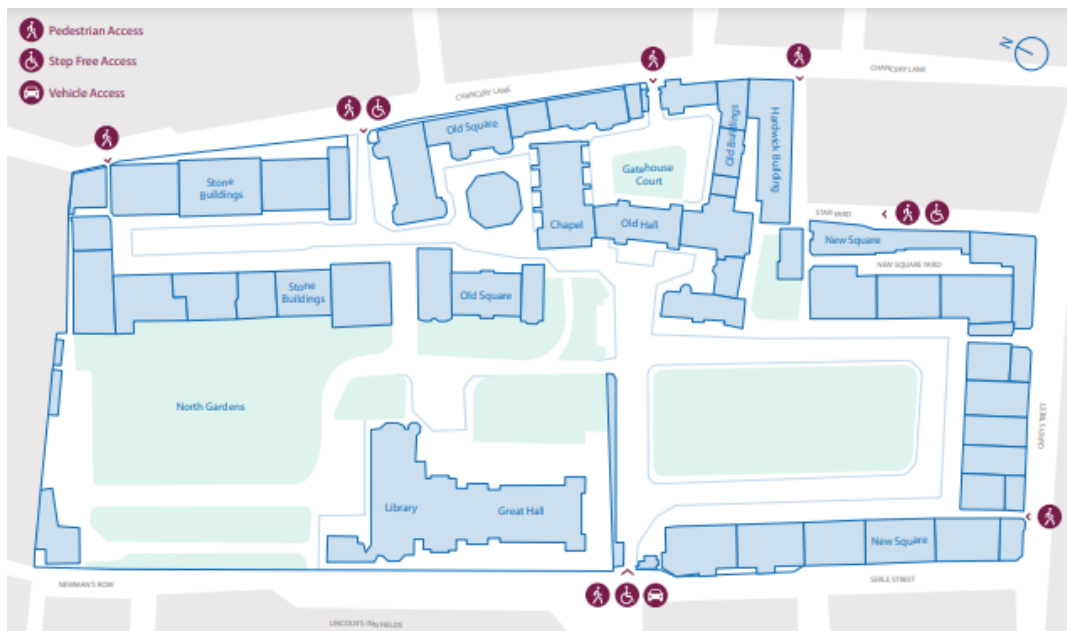 Pedestrian Access
Step Free Access
Vehicle Access
N
CHANCERY LANE
CHANCERY LANE
Old Square
Old Buildings
Hardwick Building
Stone
Buildings
Gatehouse
Court
Chapel
Old Hall
STAR YARD
New Square
NEW SQUARE YARD
Stone
Buildings
Old Square
North Gardens
CAREY STREET
Library
Great Hall
New Square
NEWMAN'S ROW
SERLE STREET
LINCOLN'S INN FIELDS